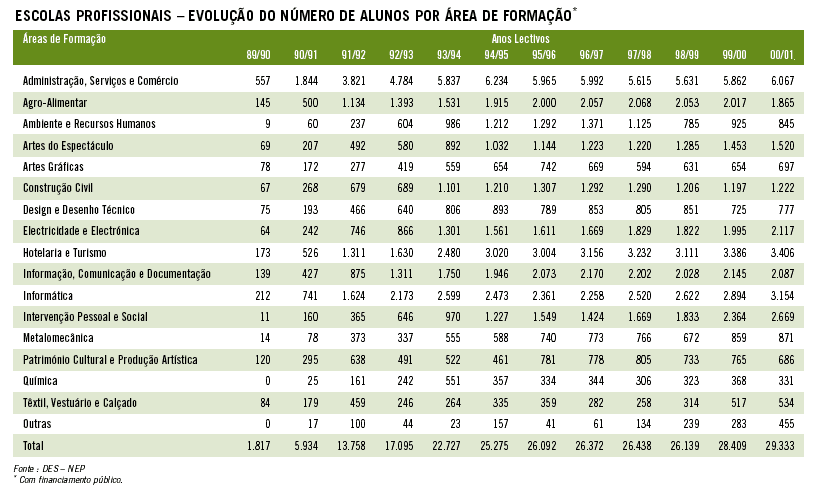 ESCOLAS PROFISSIONAIS – EVOLUÇÃO DO NÚMERO DE ALUNOS POR ÁREA DE FORMAÇÃO*
Áreas de Formação Anos Lectivos
89/90 90/91 91/92 92/93 93/94 94/95 95/96 96/97 97/98 98/99 99/00 00/01
Administração, Serviços e Comércio 557 1.844 3.821 4.784 5.837 6.234 5.965 5.992 5.615 5.631 5.862 6.067
Agro-Alimentar 145 500 1.134 1.393 1.531 1.915 2.000 2.057 2.068 2.053 2.017 1.865
Ambiente e Recursos Humanos 9 60 237 604 986 1.212 1.292 1.371 1.125 785 925 845
Artes do Espectáculo 69 207 492 580 892 1.032 1.144 1.223 1.220 1.285 1.453 1.520
Artes Gráficas 78 172 277 419 559 654 742 669 594 631 654 697
Construção Civil 67 268 679 689 1.101 1.210 1.307 1.292 1.290 1.206 1.197 1.222
Design e Desenho Técnico 75 193 466 640 806 893 789 853 805 851 725 777
Electricidade e Electrónica 64 242 746 866 1.301 1.561 1.611 1.669 1.829 1.822 1.995 2.117
Hotelaria e Turismo 173 526 1.311 1.630 2.480 3.020 3.004 3.156 3.232 3.111 3.386 3.406
Informação, Comunicação e Documentação 139 427 875 1.311 1.750 1.946 2.073 2.170 2.202 2.028 2.145 2.087
Informática 212 741 1.624 2.173 2.599 2.473 2.361 2.258 2.520 2.622 2.894 3.154
Intervenção Pessoal e Social 11 160 365 646 970 1.227 1.549 1.424 1.669 1.833 2.364 2.669
Metalomecânica 14 78 373 337 555 588 740 773 766 672 859 871
Património Cultural e Produção Artística 120 295 638 491 522 461 781 778 805 733 765 686
Química 0 25 161 242 551 357 334 344 306 323 368 331
Têxtil, Vestuário e Calçado 84 179 459 246 264 335 359 282 258 314 517 534
Outras 0 17 100 44 23 157 41 61 134 239 283 455
Total 1.817 5.934 13.758 17.095 22.727 25.275 26.092 26.372 26.438 26.139 28.409 29.333
Fonte : DES – NEP
* Com financiamento público.